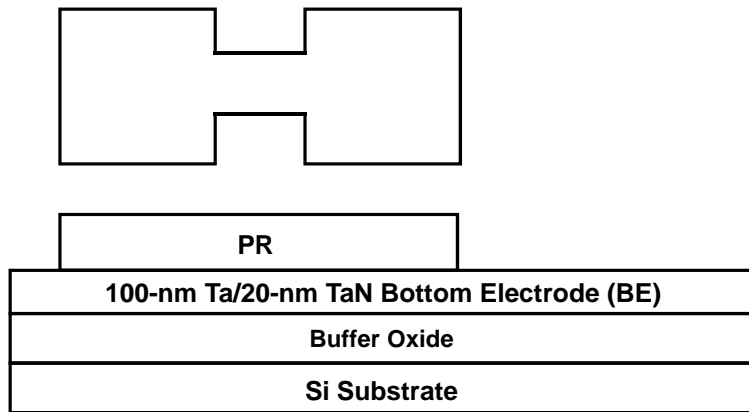 PR
100-nm Ta/20-nm TaN Bottom Electrode (BE)
Buffer Oxide
Si Substrate